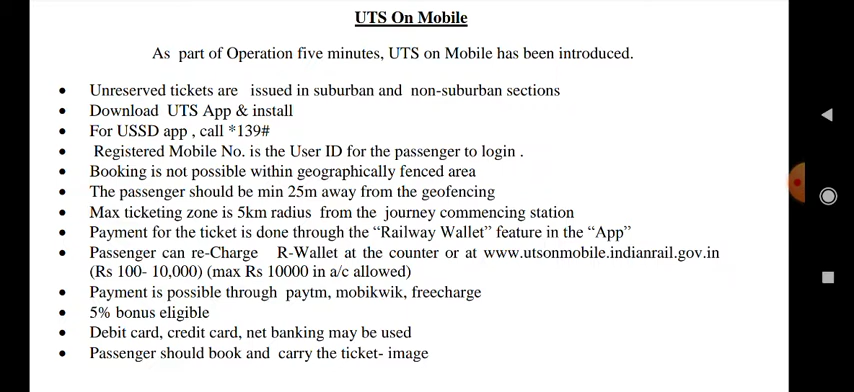 UTS On Mobile
As part of Operation five minutes, UTS on Mobile has been introduced.
• Unreserved tickets are issued in suburban and non-suburban sections
• Download UTS App & install
• For USSD app , call *139#
• Registered Mobile No. is the User ID for the passenger to login .
• Booking is not possible within geographically fenced area
• The passenger should be min 25m away from the geofencing
• Max ticketing zone is 5km radius from the journey commencing station
• Payment for the ticket is done through the “Railway Wallet” feature in the “App”
• Passenger can re-Charge R-Wallet at the counter or at www.utsonmobile.indianrail.gov.in
(Rs 100- 10,000) (max Rs 10000 in a/c allowed)
• Payment is possible through paytm, mobikwik, freecharge
• 5% bonus eligible
• Debit card, credit card, net banking may be used
• Passenger should book and carry the ticket- image